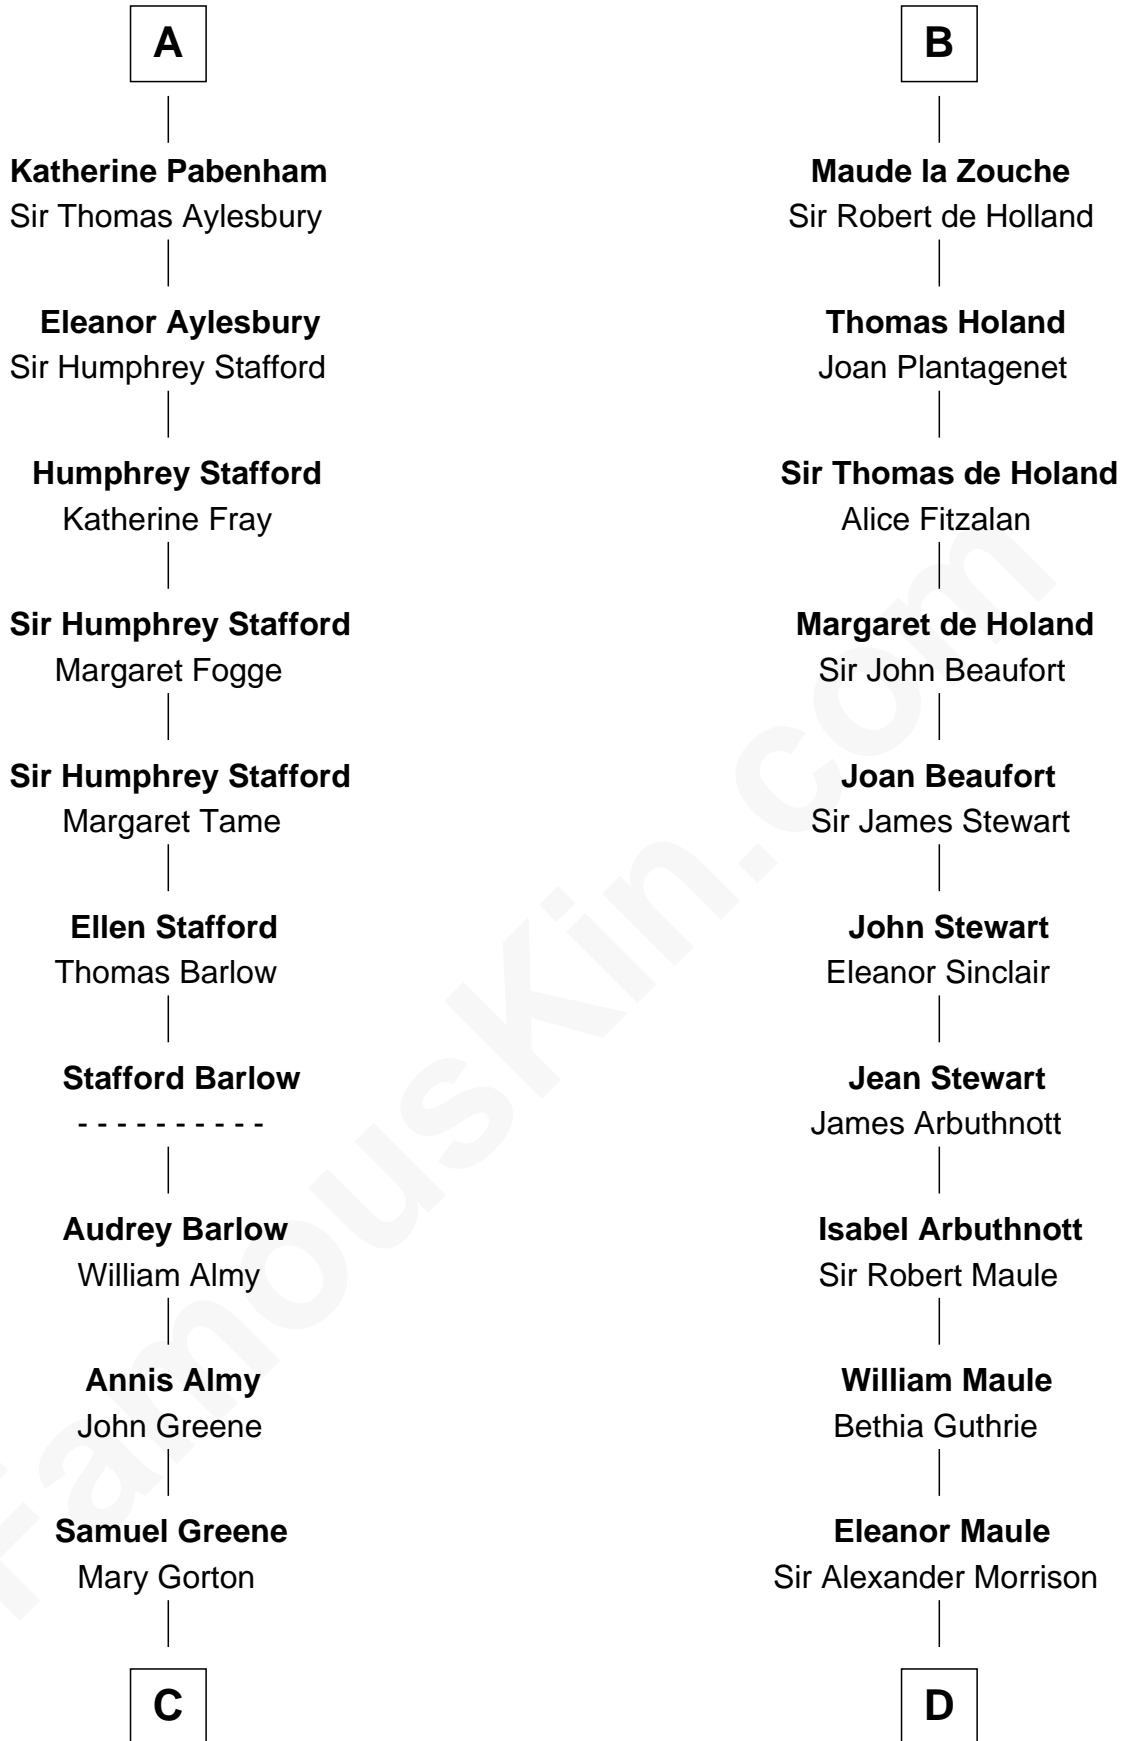 A
Katherine Pabenham
Sir Thomas Aylesbury
Eleanor Aylesbury
Sir Humphrey Stafford
Humphrey Stafford
Katherine Fray
Sir Humphrey Stafford
Margaret Fogge
Sir Humphrey Stafford
Margaret Tame
Ellen Stafford
Thomas Barlow
Stafford Barlow
- - - - - - - - - -
Audrey Barlow
William Almy
Annis Almy
John Greene
Samuel Greene
Mary Gorton
C
B
Maude la Zouche
Sir Robert de Holland
Thomas Holand
Joan Plantagenet
Sir Thomas de Holand
Alice Fitzalan
Margaret de Holand
Sir John Beaufort
Joan Beaufort
Sir James Stewart
John Stewart
Eleanor Sinclair
Jean Stewart
James Arbuthnott
Isabel Arbuthnott
Sir Robert Maule
William Maule
Bethia Guthrie
Eleanor Maule
Sir Alexander Morrison
D
FamousKin.com